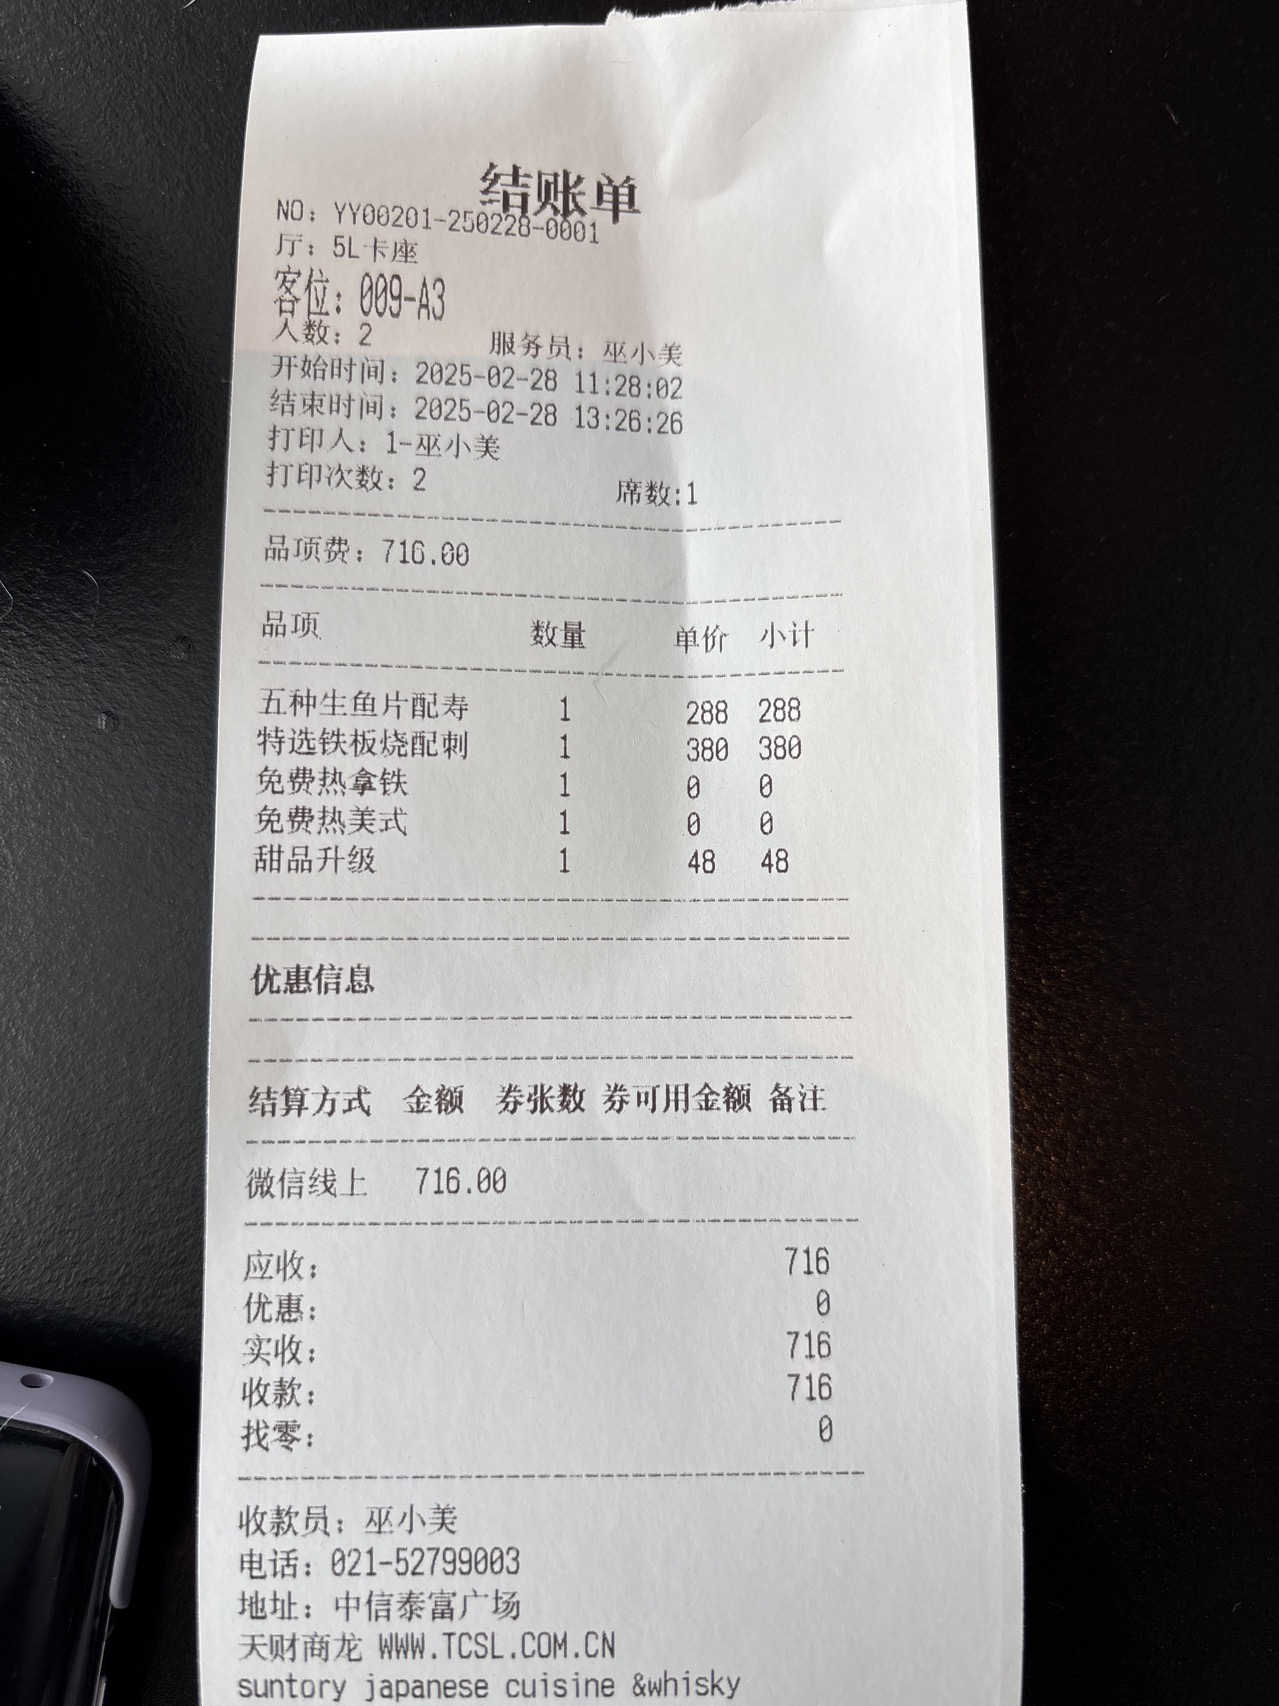 结账单
NO: YY00201-250228-0001
厅: 5L卡座
客位: 009-A3
人数: 2 服务员: 巫小美
开始时间: 2025-02-28 11:28:02
结束时间: 2025-02-28 13:26:26
打印人: 1-巫小美
打印次数: 2 席数:1
品项费: 716.00
品项 数量 单价 小计
五种生鱼片配寿 1 288 288
特选铁板烧配刺 1 380 380
免费热拿铁 1 0 0
免费热美式 1 0 0
甜品升级 1 48 48
优惠信息
结算方式 金额 券张数 券可用金额 备注
微信线上 716.00
应收: 716
优惠: 0
实收: 716
收款: 716
找零: 0
收款员: 巫小美
电话: 021-52799003
地址: 中信泰富广场
天财商龙 WWW.TCSL.COM.CN
suntory japanese cuisine &whisky